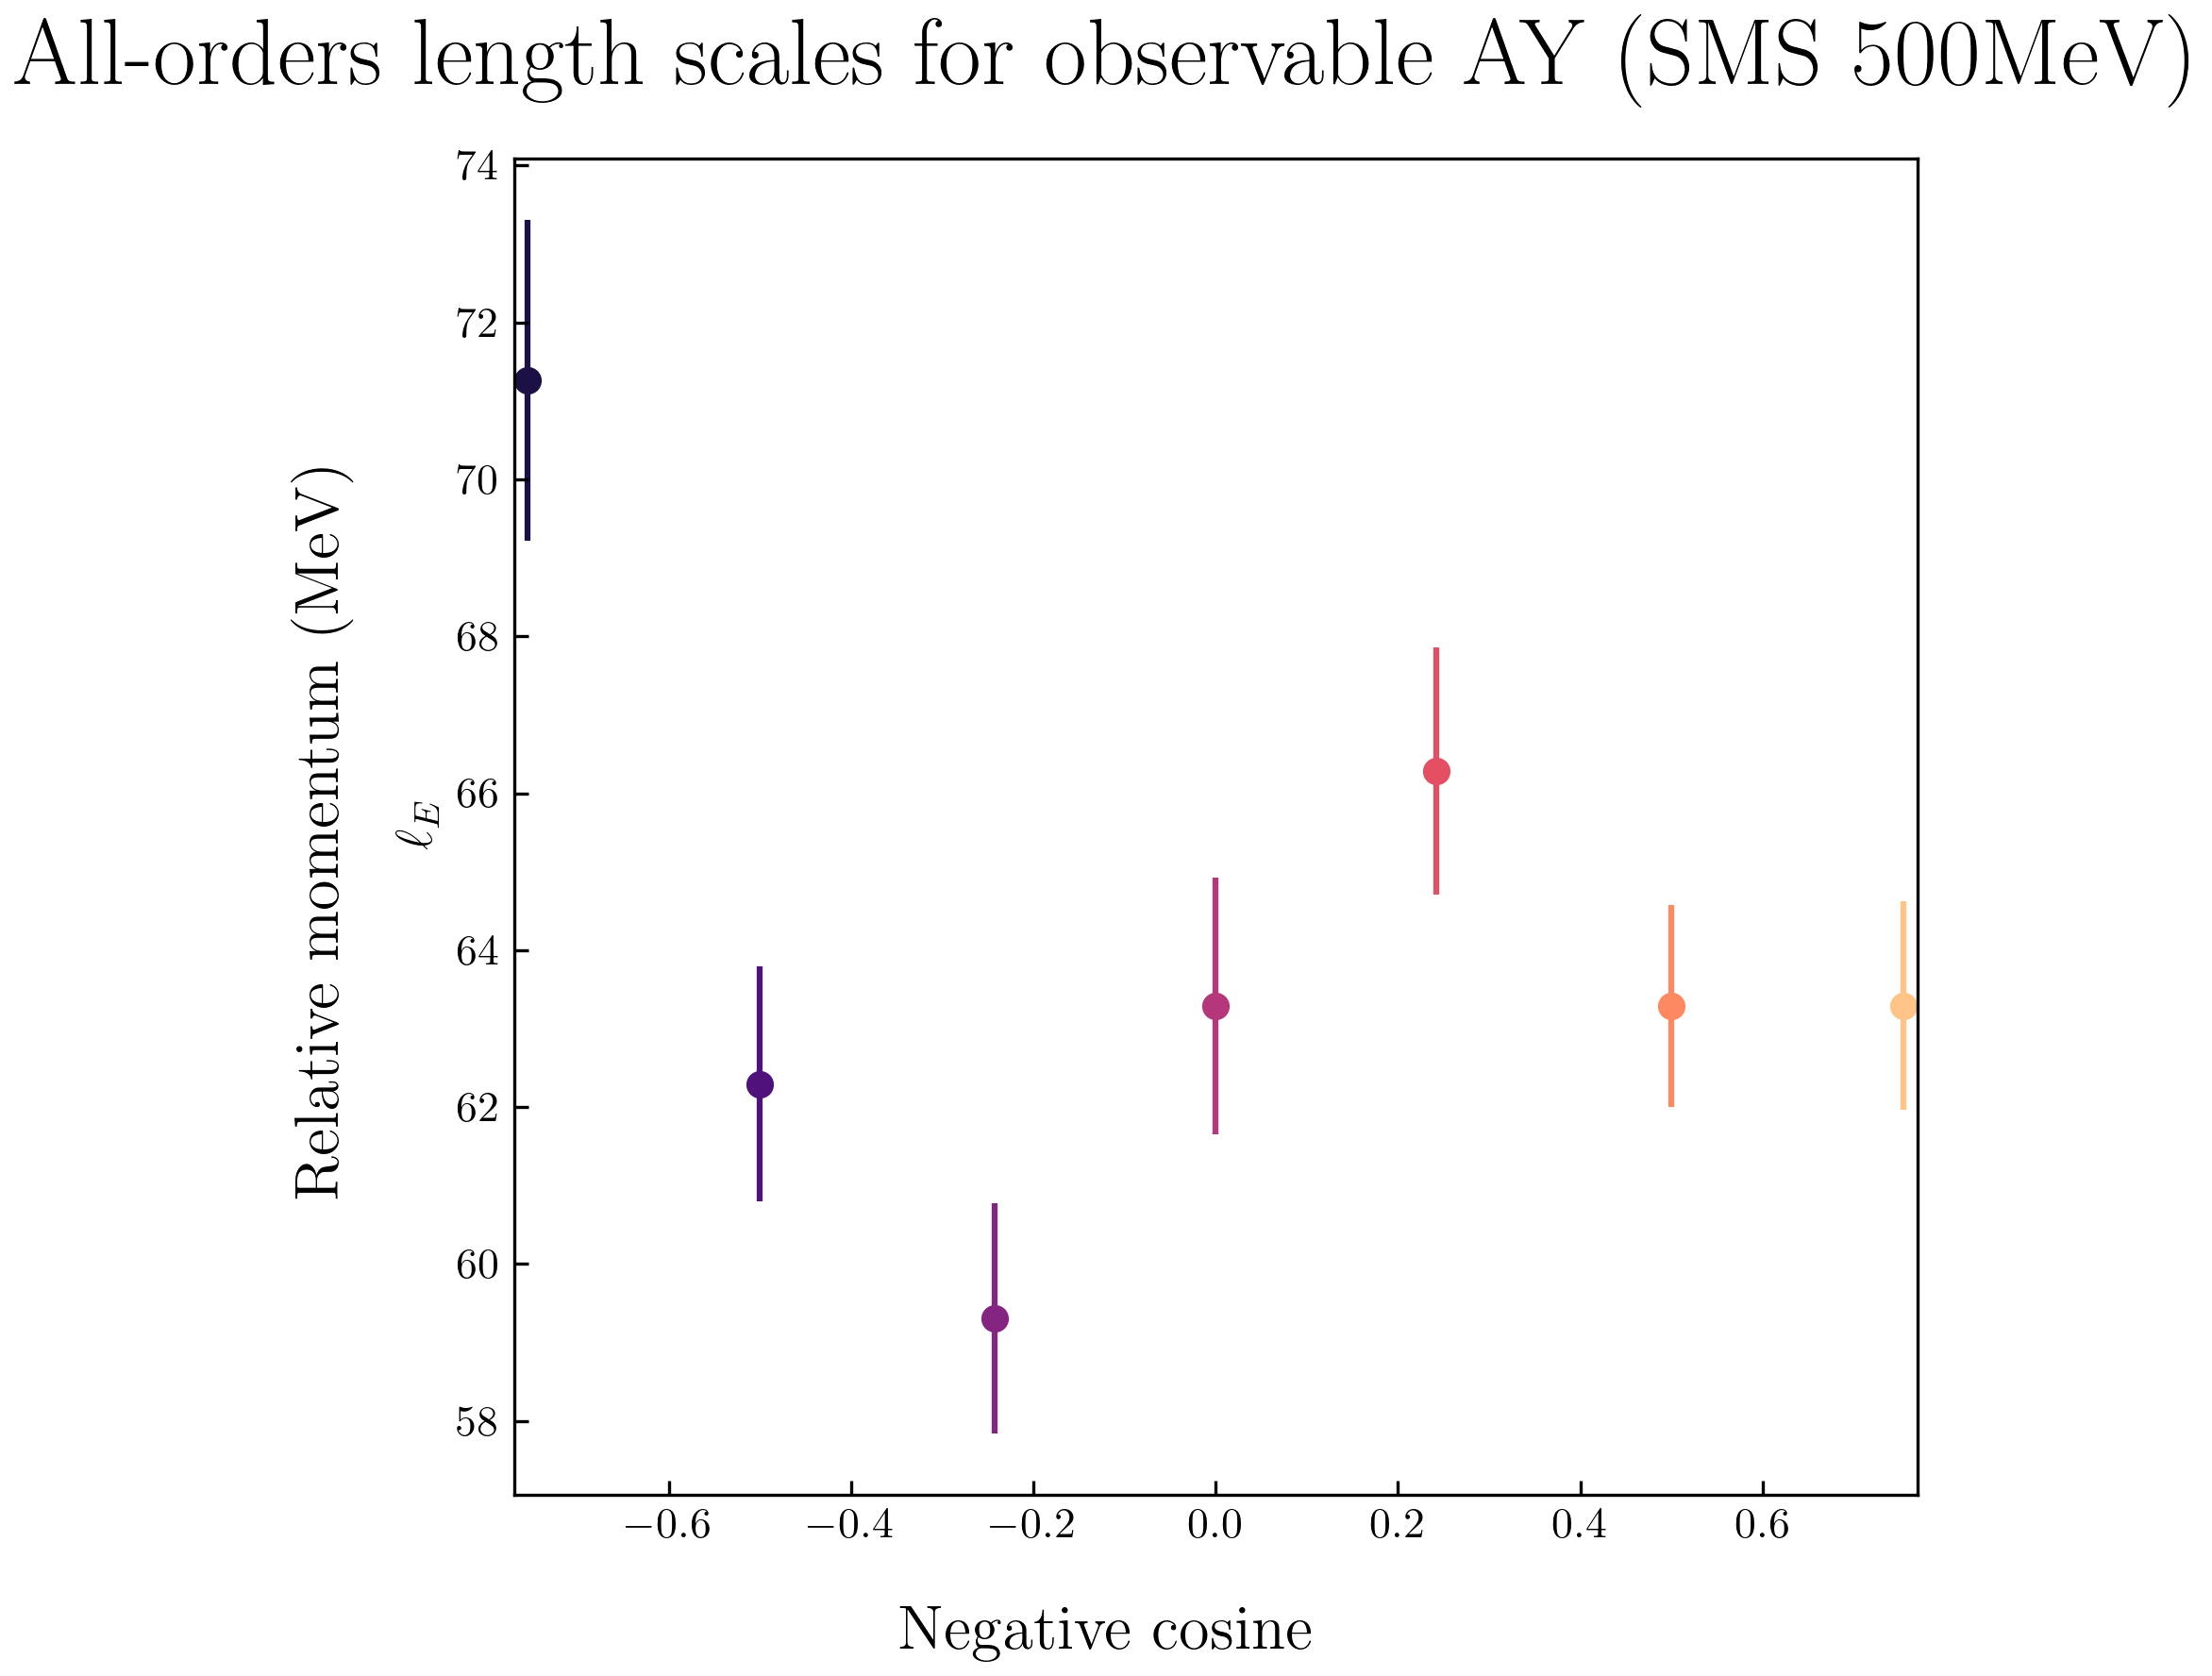 All-orders length scales for observable AY (SMS 500MeV)
Relative momentum (MeV)
ℓ_E
74
72
70
68
66
64
62
60
58
−0.6 −0.4 −0.2 0.0 0.2 0.4 0.6
Negative cosine